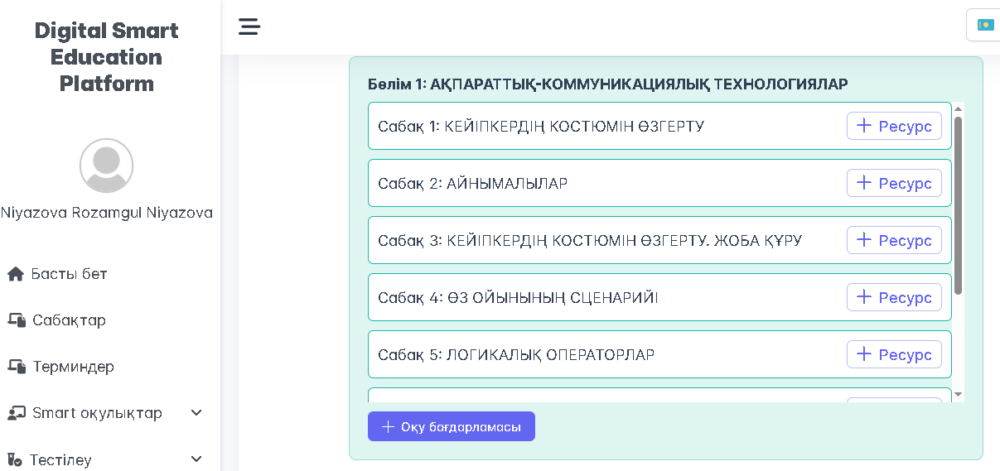 Digital Smart
Education
Platform
Niyazova Rozamgul Niyazova
Басты бет
Сабақтар
Терминдер
Smart оқулықтар
Тестілеу
Бөлім 1: АҚПАРАТТЫҚ-КОММУНИКАЦИЯЛЫҚ ТЕХНОЛОГИЯЛАР
Сабақ 1: КЕЙІПКЕРДІҢ КОСТЮМІН ӨЗГЕРТУ
+ Ресурс
Сабақ 2: АЙНЫМАЛЫЛАР
+ Ресурс
Сабақ 3: КЕЙІПКЕРДІҢ КОСТЮМІН ӨЗГЕРТУ. ЖОБА ҚҰРУ
+ Ресурс
Сабақ 4: ӨЗ ОЙЫНЫНЫҢ СЦЕНАРИЙІ
+ Ресурс
Сабақ 5: ЛОГИКАЛЫҚ ОПЕРАТОРЛАР
+ Ресурс
+ Оқу бағдарламасы